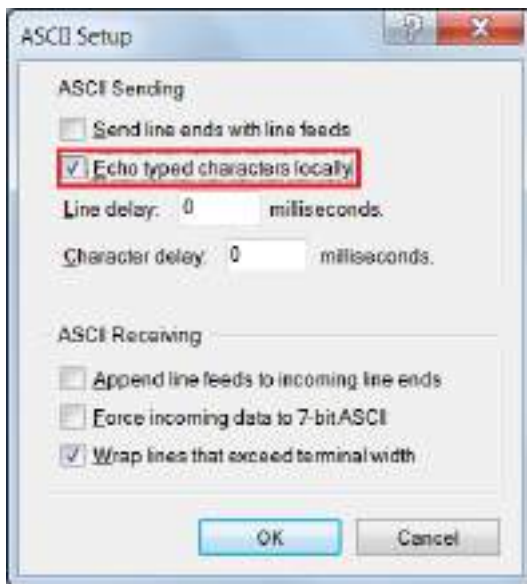 ASCII Setup
ASCII Sending
Send line ends with line feeds
Echo typed characters locally
Line delay: 0 milliseconds.
Character delay: 0 milliseconds.
ASCII Receiving
Append line feeds to incoming line ends
Force incoming data to 7-bit ASCII
Wrap lines that exceed terminal width
OK Cancel